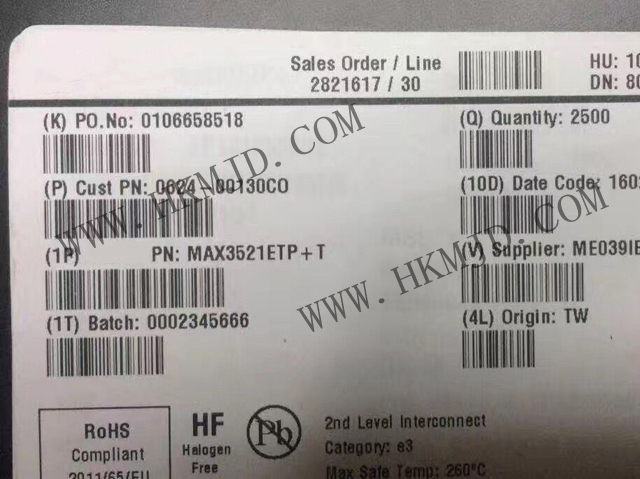 Sales Order / Line
2821617 / 30
HU: 10
DN: 80
(K) PO.No: 0106658518
(Q) Quantity: 2500
(P) Cust PN: 0624-00130CO
(10D) Date Code: 160
(1P) PN: MAX3521ETP+T
(V) Supplier: ME039IE
(1T) Batch: 0002345666
(4L) Origin: TW
WWW.HKMJD.COM
WWW.HKMJD.COM
RoHS
Compliant
2011/65/EU
HF
Halogen
Free
Pb
2nd Level Interconnect
Category: e3
Max Safe Temp: 260°C